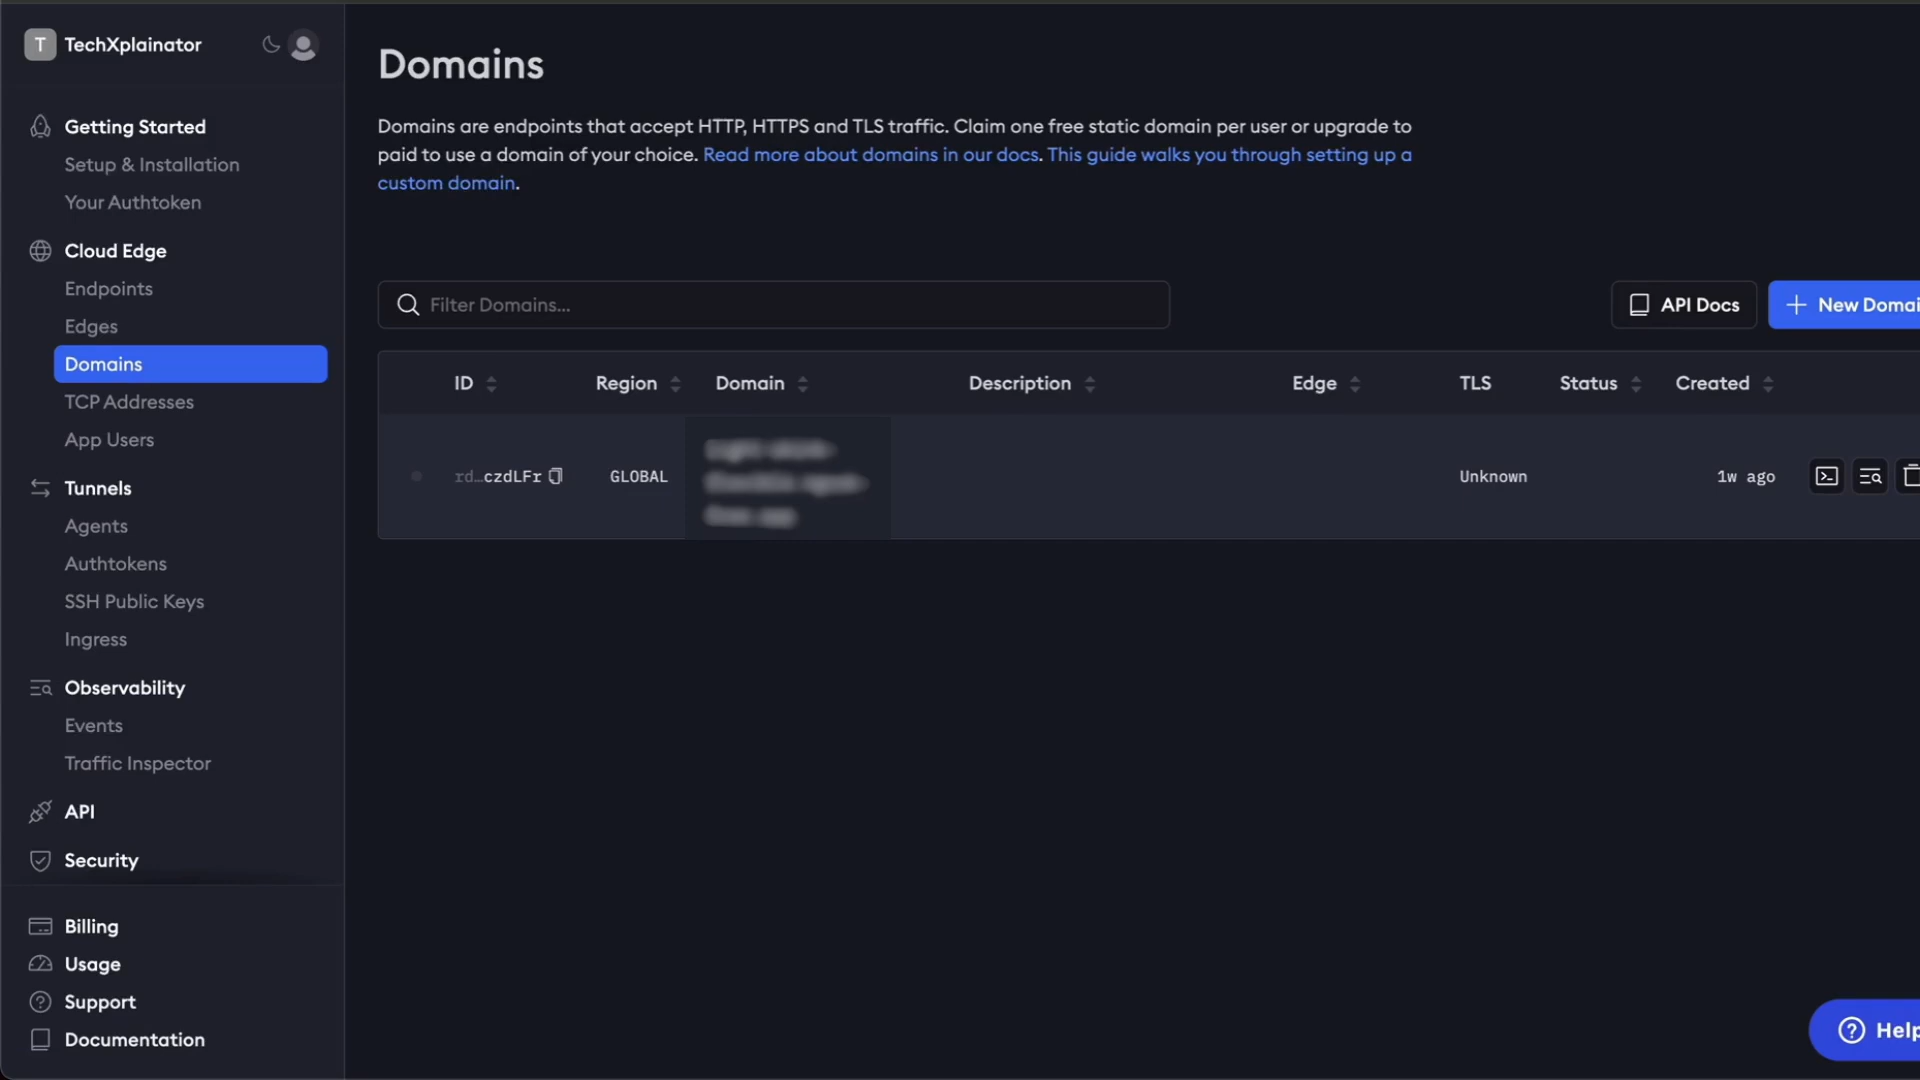 T TechXplainator
Getting Started
Setup & Installation
Your Authtoken
Cloud Edge
Endpoints
Edges
Domains
TCP Addresses
App Users
Tunnels
Agents
Authtokens
SSH Public Keys
Ingress
Observability
Events
Traffic Inspector
API
Security
Billing
Usage
Support
Documentation
Domains
Domains are endpoints that accept HTTP, HTTPS and TLS traffic. Claim one free static domain per user or upgrade to
paid to use a domain of your choice. Read more about domains in our docs. This guide walks you through setting up a
custom domain.
Filter Domains...
API Docs
New Domai
ID Region Domain Description Edge TLS Status Created
rd…czdLFr GLOBAL Unknown 1w ago
Help